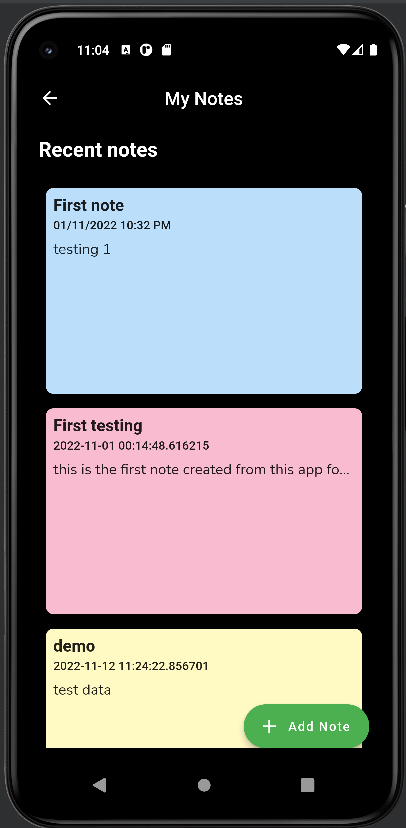 11:04
My Notes
Recent notes
First note
01/11/2022 10:32 PM
testing 1
First testing
2022-11-01 00:14:48.616215
this is the first note created from this app fo...
demo
2022-11-12 11:24:22.856701
test data
+ Add Note